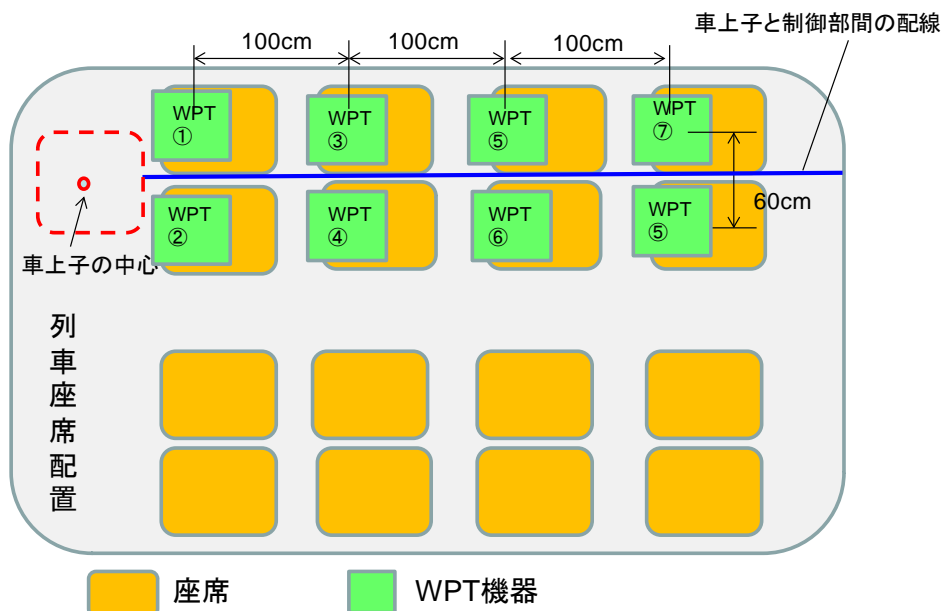 車上子と制御部間の配線
100cm
100cm
100cm
WPT
①
WPT
③
WPT
⑤
WPT
⑦
60cm
WPT
②
WPT
④
WPT
⑥
WPT
⑤
車上子の中心
列車座席配置
座席
WPT機器